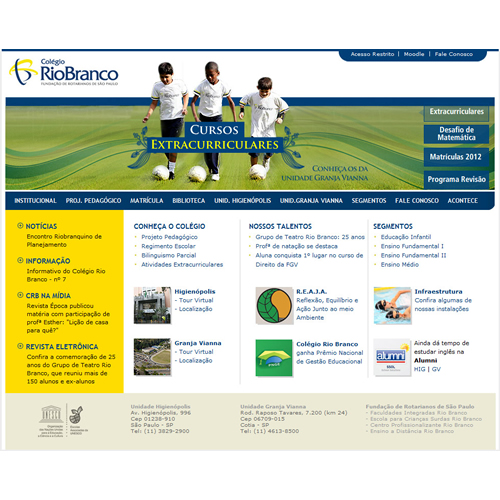 Acesso Restrito | Moodle | Fale Conosco
Colégio
RioBranco
FUNDAÇÃO DE ROTARIANOS DE SÃO PAULO
CURSOS
EXTRACURRICULARES
CONHEÇA OS DA
UNIDADE GRANJA VIANNA
Extracurriculares
Desafio de
Matemática
Matrículas 2012
Programa Revisão
INSTITUCIONAL PROJ. PEDAGÓGICO MATRÍCULA BIBLIOTECA UNID. HIGIENÓPOLIS UNID.GRANJA VIANNA SEGMENTOS FALE CONOSCO ACONTECE
NOTÍCIAS
Encontro Riobranquino de
Planejamento
INFORMAÇÃO
Informativo do Colégio Rio
Branco - nº 7
CRB NA MÍDIA
Revista Época publicou
matéria com participação de
profª Esther: "Lição de casa
para quê?"
REVISTA ELETRÔNICA
Confira a comemoração de 25
anos do Grupo de Teatro Rio
Branco, que reuniu mais de
150 alunos e ex-alunos
CONHEÇA O COLÉGIO
Projeto Pedagógico
Regimento Escolar
Bilinguismo Parcial
Atividades Extracurriculares
Higienópolis
- Tour Virtual
- Localização
Granja Vianna
- Tour Virtual
- Localização
NOSSOS TALENTOS
Grupo de Teatro Rio Branco: 25 anos
Profª de natação se destaca
Aluna conquista 1º lugar no curso de
Direito da FGV
R.E.A.J.A.
Reflexão, Equilíbrio e
Ação Junto ao meio
Ambiente
Colégio Rio Branco
ganha Prêmio Nacional
de Gestão Educacional
SEGMENTOS
Educação Infantil
Ensino Fundamental I
Ensino Fundamental II
Ensino Médio
Infraestrutura
Confira algumas de
nossas instalações
alumni
Ainda dá tempo de
estudar inglês na
Alumni
HIG | GV
Unidade Higienópolis
Av. Higienópolis, 996
Cep 01238-910
São Paulo - SP
Tel: (11) 3829-2900
Unidade Granja Vianna
Rod. Raposo Tavares, 7.200 (km 24)
Cep 06709-015
Cotia - SP
Tel: (11) 4613-8500
Fundação de Rotarianos de São Paulo
- Faculdades Integradas Rio Branco
- Escola para Crianças Surdas Rio Branco
- Centro Profissionalizante Rio Branco
- Ensino a Distância Rio Branco